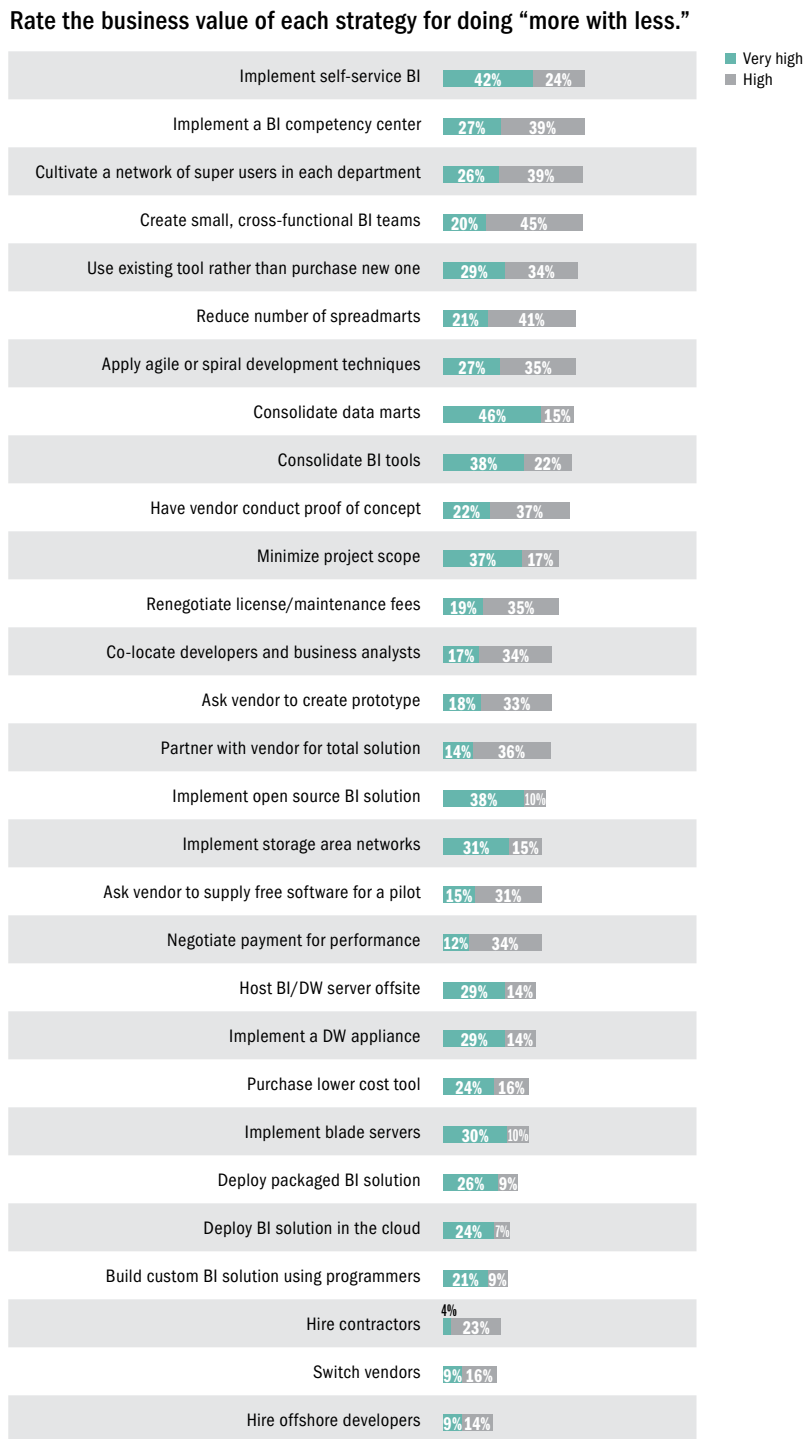 Rate the business value of each strategy for doing “more with less.”
Very high
High
Implement self-service BI 42% 24%
Implement a BI competency center 27% 39%
Cultivate a network of super users in each department 26% 39%
Create small, cross-functional BI teams 20% 45%
Use existing tool rather than purchase new one 29% 34%
Reduce number of spreadmarts 21% 41%
Apply agile or spiral development techniques 27% 35%
Consolidate data marts 46% 15%
Consolidate BI tools 38% 22%
Have vendor conduct proof of concept 22% 37%
Minimize project scope 37% 17%
Renegotiate license/maintenance fees 19% 35%
Co-locate developers and business analysts 17% 34%
Ask vendor to create prototype 18% 33%
Partner with vendor for total solution 14% 36%
Implement open source BI solution 38% 10%
Implement storage area networks 31% 15%
Ask vendor to supply free software for a pilot 15% 31%
Negotiate payment for performance 12% 34%
Host BI/DW server offsite 29% 14%
Implement a DW appliance 29% 14%
Purchase lower cost tool 24% 16%
Implement blade servers 30% 10%
Deploy packaged BI solution 26% 9%
Deploy BI solution in the cloud 24% 7%
Build custom BI solution using programmers 21% 9%
Hire contractors 4% 23%
Switch vendors 9% 16%
Hire offshore developers 9% 14%